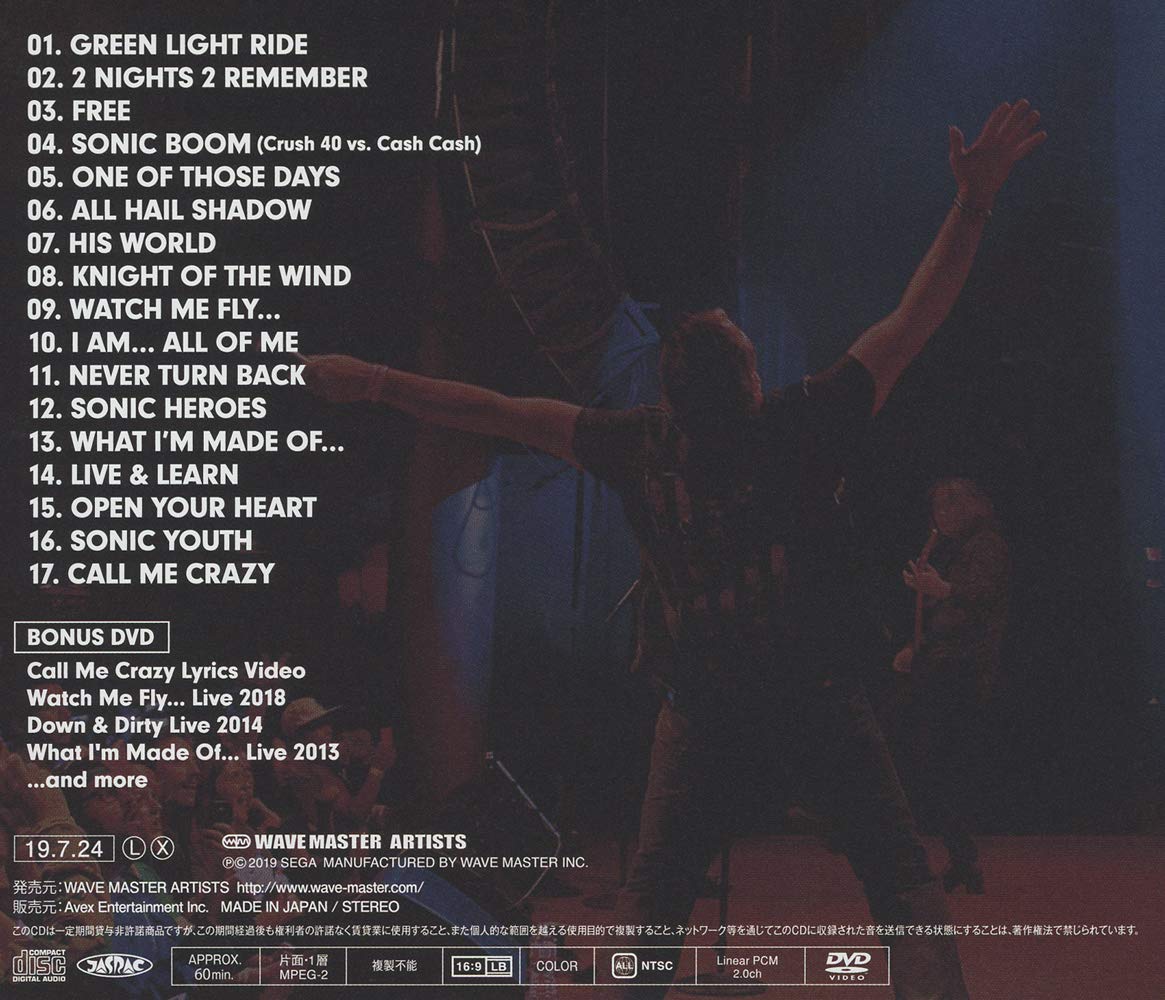 01. GREEN LIGHT RIDE
02. 2 NIGHTS 2 REMEMBER
03. FREE
04. SONIC BOOM (Crush 40 vs. Cash Cash)
05. ONE OF THOSE DAYS
06. ALL HAIL SHADOW
07. HIS WORLD
08. KNIGHT OF THE WIND
09. WATCH ME FLY...
10. I AM... ALL OF ME
11. NEVER TURN BACK
12. SONIC HEROES
13. WHAT I'M MADE OF...
14. LIVE & LEARN
15. OPEN YOUR HEART
16. SONIC YOUTH
17. CALL ME CRAZY
BONUS DVD
Call Me Crazy Lyrics Video
Watch Me Fly... Live 2018
Down & Dirty Live 2014
What I'm Made Of... Live 2013
...and more
19.7.24 Ⓛ Ⓧ
WAVE MASTER ARTISTS
℗©2019 SEGA MANUFACTURED BY WAVE MASTER INC.
発売元:WAVE MASTER ARTISTS http://www.wave-master.com/
販売元:Avex Entertainment Inc. MADE IN JAPAN / STEREO
このCDは一定期間貸与非許諾商品ですが、この期間経過後も権利者の許諾なく賃貸業に使用すること、また個人的な範囲を越える使用目的で複製すること、ネットワーク等を通じてこのCDに収録された音を送信できる状態にすることは、著作権法で禁じられています。
COMPACT disc DIGITAL AUDIO
JASRAC
APPROX. 60min.
片面・1層 MPEG-2
複製不能
16:9 LB
COLOR
ALL NTSC
Linear PCM 2.0ch
DVD VIDEO